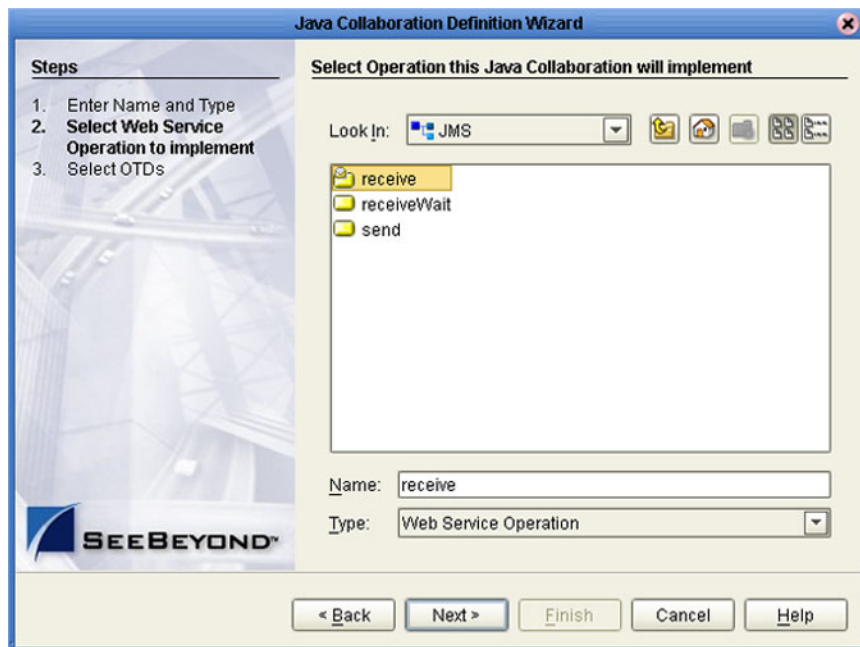 Java Collaboration Definition Wizard
Steps
1. Enter Name and Type
2. Select Web Service
Operation to implement
3. Select OTDs
Select Operation this Java Collaboration will implement
Look In: JMS
receive
receiveWait
send
Name: receive
Type: Web Service Operation
SEEBEYOND™
< Back Next > Finish Cancel Help